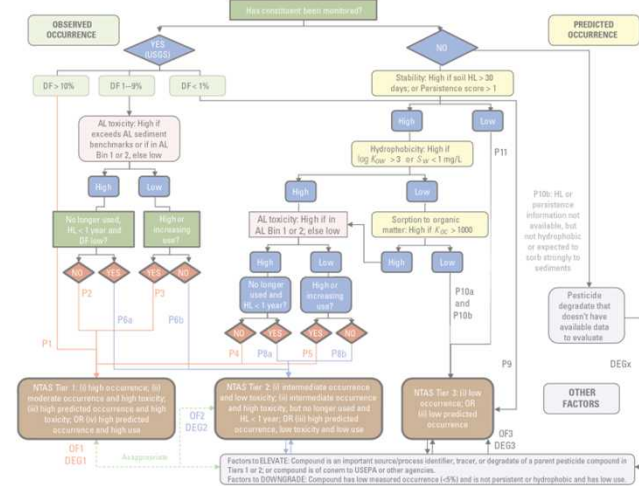 Has constituent been monitored?
OBSERVED
OCCURRENCE
PREDICTED
OCCURRENCE
YES
(USGS)
NO
DF > 10%
DF 1–9%
DF < 1%
Stability: High if soil HL > 30
days; or Persistence score > 1
AL toxicity: High if
exceeds AL sediment
benchmarks or if in AL
Bin 1 or 2, else low
High
Low
P11
Hydrophobicity: High if
log KOW > 3 or SW < 1 mg/L
High
Low
High
Low
P10b: HL or
persistence
information not
available, but
not hydrophobic
or expected to
sorb strongly to
sediments
No longer used,
HL < 1 year and
DF low?
High or
increasing
use?
AL toxicity: High if in
AL Bin 1 or 2; else low
Sorption to organic
matter: High if KOC > 1000
NO
YES
YES
NO
High
Low
High
Low
P2
P3
P6a
P6b
No longer
used and
HL < 1 year?
High or
increasing
use?
P10a
and
P10b
Pesticide
degradate that
doesn't have
available data
to evaluate
NO
YES
YES
NO
P1
P4
P8a
P5
P8b
P9
DEGx
NTAS Tier 1: (i) high occurrence; (ii)
moderate occurrence and high toxicity;
(iii) high predicted occurrence and high
toxicity; OR (iv) high predicted
occurrence and high use
NTAS Tier 2: (i) intermediate occurrence
and low toxicity; (ii) intermediate occurrence
and high toxicity, but no longer used and
HL < 1 year; OR (iii) high predicted
occurrence, low toxicity and low use
NTAS Tier 3: (i) low
occurrence; OR
(ii) low predicted
occurrence
OTHER
FACTORS
OF2
DEG2
OF1
DEG1
OF3
DEG3
As appropriate
Factors to ELEVATE: Compound is an important source/process identifier, tracer, or degradate of a parent pesticide compound in
Tiers 1 or 2; or compound is of conern to USEPA or other agencies.
Factors to DOWNGRADE: Compound has low measured occurrence (<5%) and is not persistent or hydrophobic and has low use.